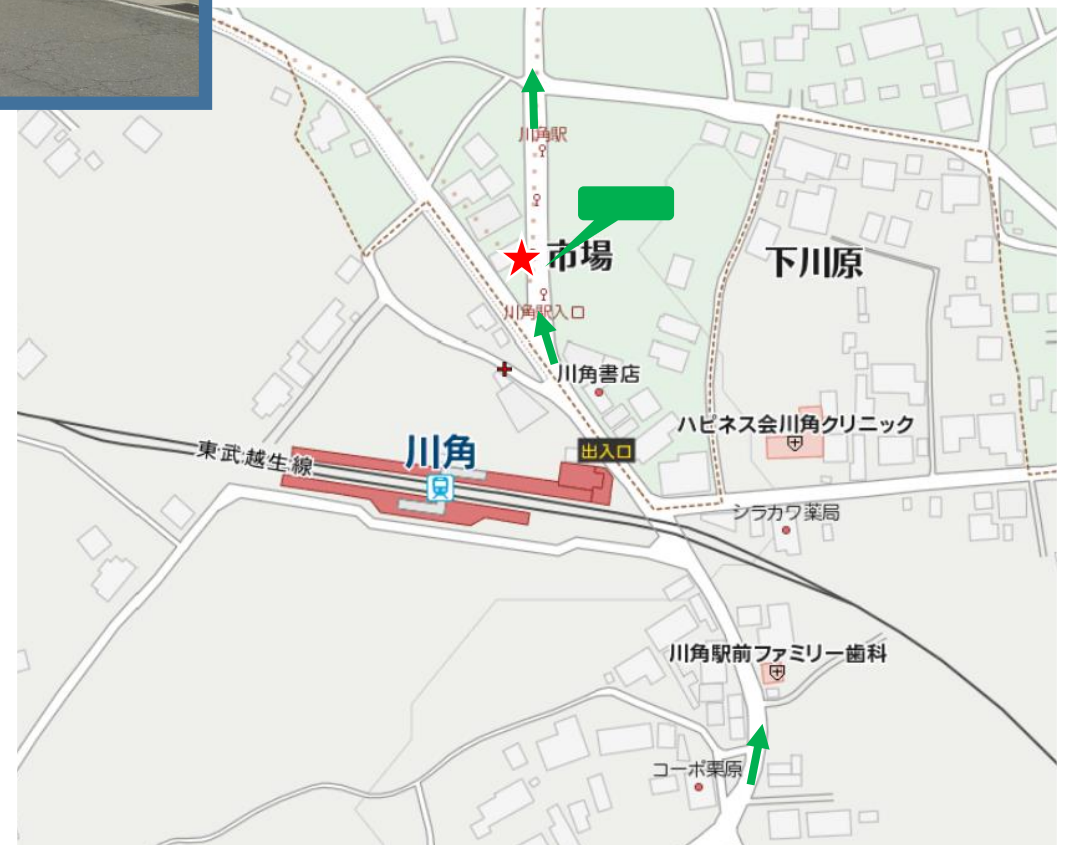 川角駅
市場
下川原
川角駅入口
川角書店
ハピネス会川角クリニック
川角
出入口
東武越生線
シラカワ薬局
川角駅前ファミリー歯科
コーポ栗原